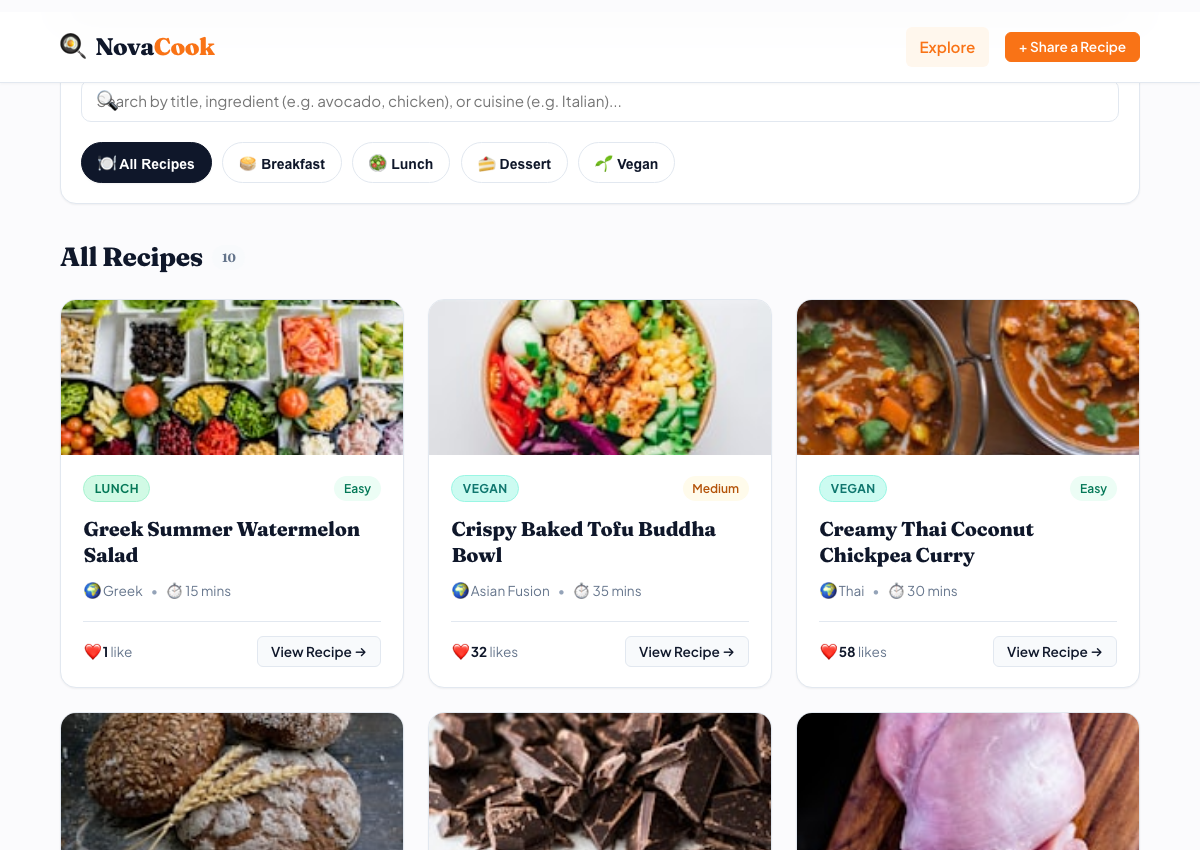 NovaCook
Explore
+ Share a Recipe
Search by title, ingredient (e.g. avocado, chicken), or cuisine (e.g. Italian)...
All Recipes
Breakfast
Lunch
Dessert
Vegan
All Recipes 10
LUNCH
Easy
Greek Summer Watermelon
Salad
Greek • 15 mins
1 like
View Recipe →
VEGAN
Medium
Crispy Baked Tofu Buddha
Bowl
Asian Fusion • 35 mins
32 likes
View Recipe →
VEGAN
Easy
Creamy Thai Coconut
Chickpea Curry
Thai • 30 mins
58 likes
View Recipe →